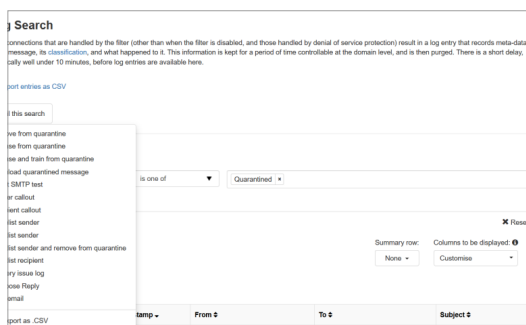 Search
connections that are handled by the filter (other than when the filter is disabled, and those handled by denial of service protection) result in a log entry that records meta-data
message, its classification, and what happened to it. This information is kept for a period of time controllable at the domain level, and is then purged. There is a short delay,
cally well under 10 minutes, before log entries are available here.
port entries as CSV
l this search
ove from quarantine
ase from quarantine
ase and train from quarantine
load quarantined message
t SMTP test
er callout
ient callout
list sender
list sender
list sender and remove from quarantine
list recipient
ery issue log
pose Reply
email
port as .CSV
is one of
Quarantined ×
✖ Rese
Summary row: Columns to be displayed:
None Customise
tamp From To Subject